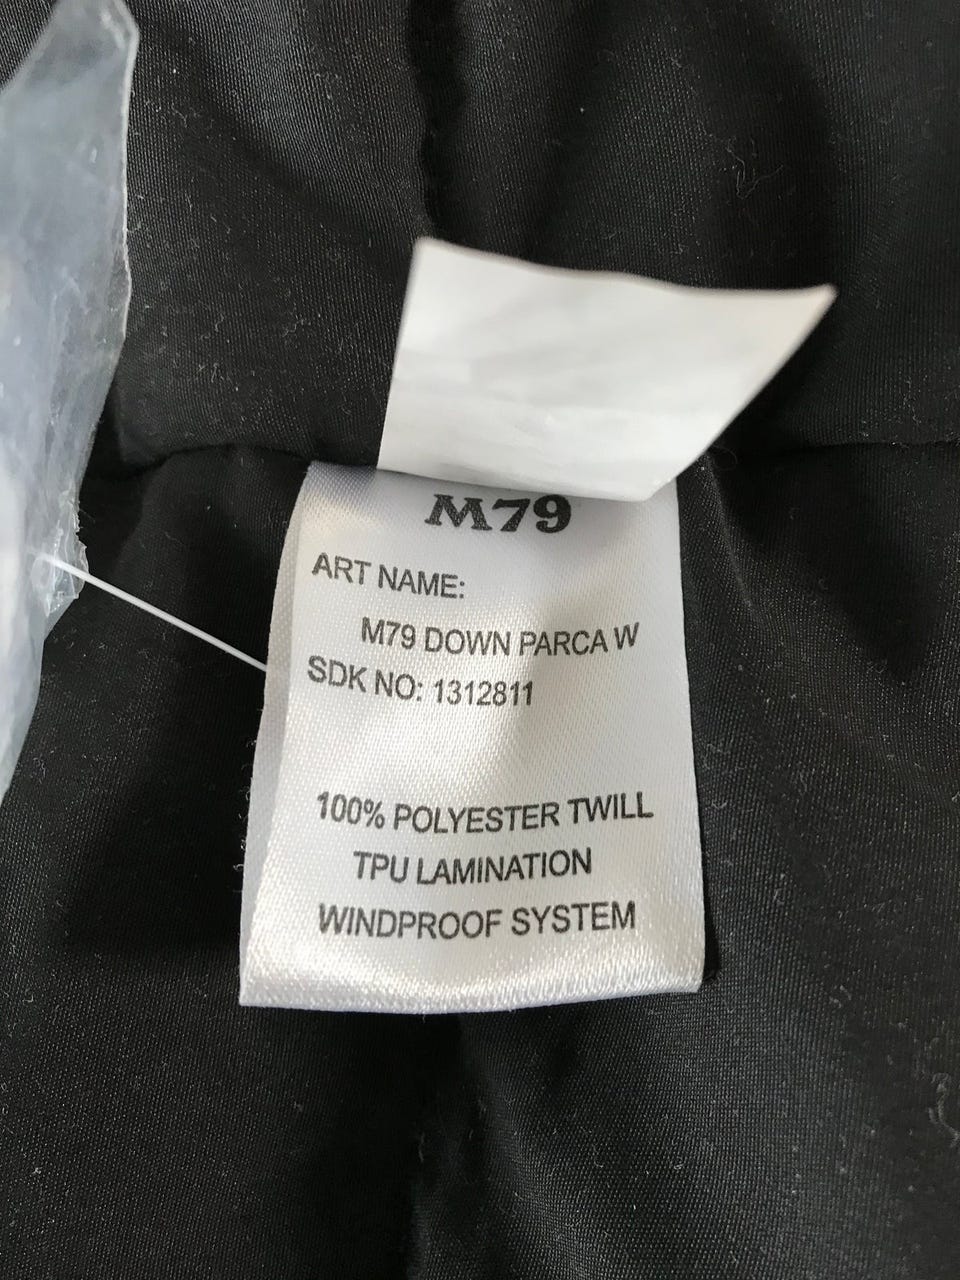 M79
ART NAME:
M79 DOWN PARCA W
SDK NO: 1312811
100% POLYESTER TWILL
TPU LAMINATION
WINDPROOF SYSTEM